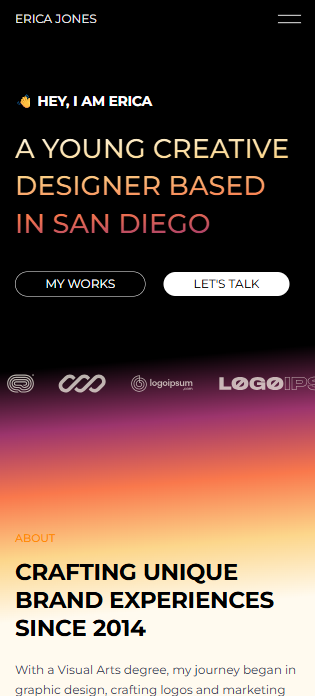 ERICA JONES
👋 HEY, I AM ERICA
A YOUNG CREATIVE
DESIGNER BASED
IN SAN DIEGO
MY WORKS
LET'S TALK
logoipsum
LOGOIPS
ABOUT
CRAFTING UNIQUE
BRAND EXPERIENCES
SINCE 2014
With a Visual Arts degree, my journey began in
graphic design, crafting logos and marketing